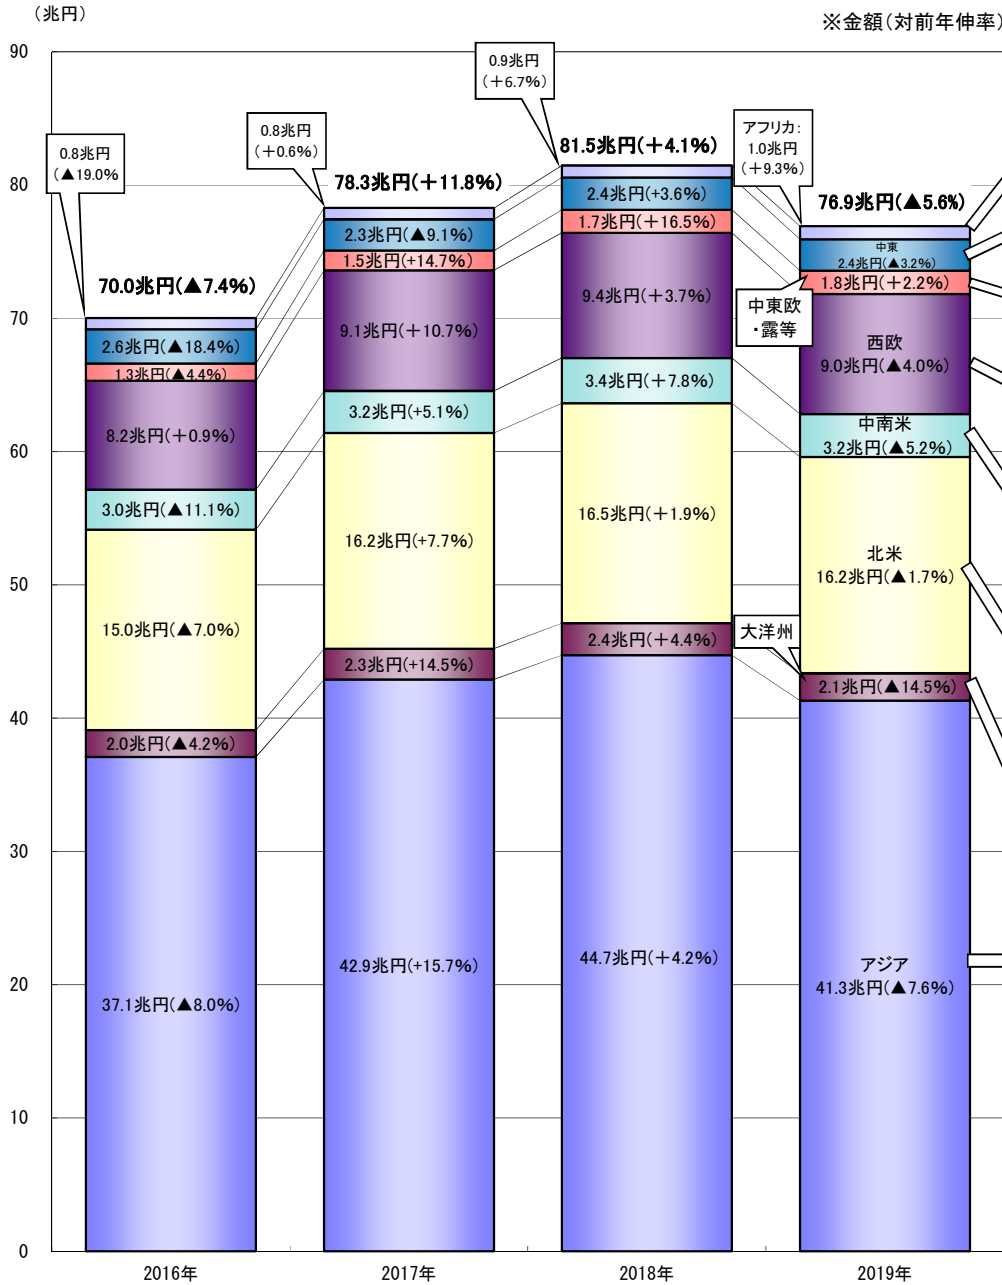 （兆円）
※金額（対前年伸率）
90
80
70
60
50
40
30
20
10
0
0.8兆円
（▲19.0%
70.0兆円（▲7.4%）
2.6兆円（▲18.4%）
1.3兆円（▲4.4%）
8.2兆円（＋0.9%）
3.0兆円（▲11.1%）
15.0兆円（▲7.0%）
2.0兆円（▲4.2%）
37.1兆円（▲8.0%）
2016年
0.8兆円
（+0.6%）
78.3兆円（＋11.8%）
2.3兆円（▲9.1%）
1.5兆円（+14.7%）
9.1兆円（＋10.7%）
3.2兆円（+5.1%）
16.2兆円（+7.7%）
2.3兆円（+14.5%）
42.9兆円（+15.7%）
2017年
0.9兆円
（＋6.7%）
81.5兆円（＋4.1%）
2.4兆円（+3.6%）
1.7兆円（＋16.5%）
9.4兆円（＋3.7%）
3.4兆円（＋7.8%）
16.5兆円（＋1.9%）
2.4兆円（＋4.4%）
44.7兆円（＋4.2%）
2018年
アフリカ：
1.0兆円
（＋9.3%）
76.9兆円（▲5.6%）
中東
2.4兆円（▲3.2%）
中東欧
・露等
1.8兆円（＋2.2%）
西欧
9.0兆円（▲4.0%）
中南米
3.2兆円（▲5.2%）
北米
16.2兆円（▲1.7%）
大洋州
2.1兆円（▲14.5%）
アジア
41.3兆円（▲7.6%）
2019年